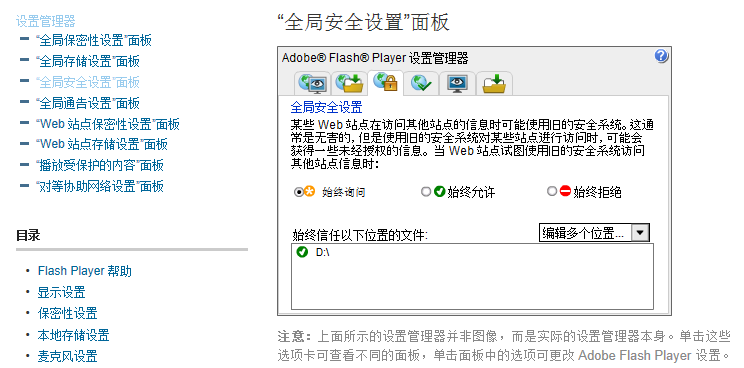 设置管理器
“全局保密性设置”面板
“全局存储设置”面板
“全局安全设置”面板
“全局通告设置”面板
“Web 站点保密性设置”面板
“Web 站点存储设置”面板
“播放受保护的内容”面板
“对等协助网络设置”面板
目录
Flash Player 帮助
显示设置
保密性设置
本地存储设置
麦克风设置
“全局安全设置”面板
Adobe® Flash® Player 设置管理器
全局安全设置
某些 Web 站点在访问其他站点的信息时可能使用旧的安全系统。这通
常是无害的，但是使用旧的安全系统对某些站点进行访问时，可能会
获得一些未经授权的信息。当 Web 站点试图使用旧的安全系统访问
其他站点信息时:
始终询问
始终允许
始终拒绝
始终信任以下位置的文件:
编辑多个位置...
D:\
注意：上面所示的设置管理器并非图像，而是实际的设置管理器本身。单击这些
选项卡可查看不同的面板，单击面板中的选项可更改 Adobe Flash Player 设置。